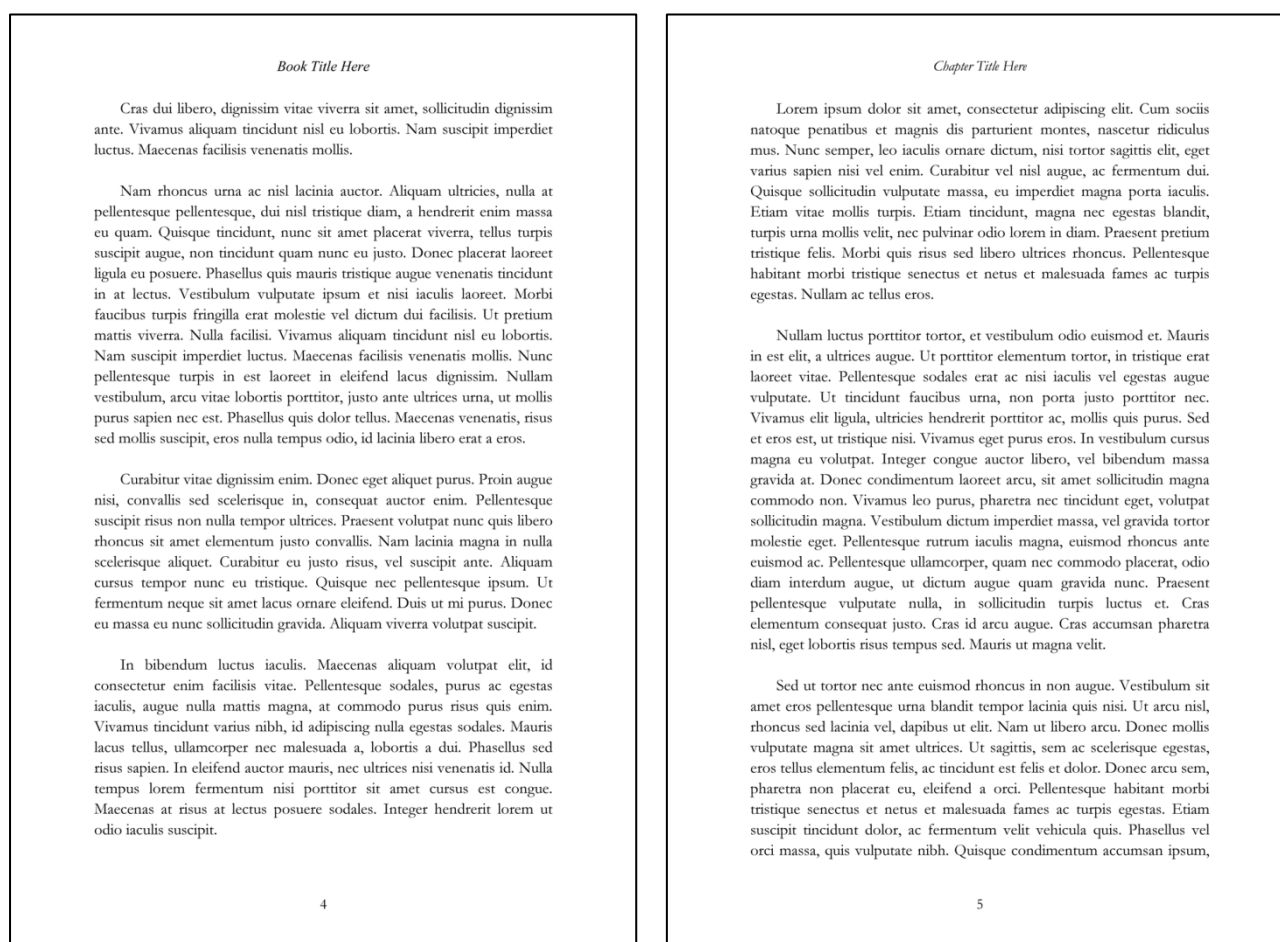 Book Title Here
Cras dui libero, dignissim vitae viverra sit amet, sollicitudin dignissim
ante. Vivamus aliquam tincidunt nisl eu lobortis. Nam suscipit imperdiet
luctus. Maecenas facilisis venenatis mollis.
Nam rhoncus urna ac nisl lacinia auctor. Aliquam ultricies, nulla at
pellentesque pellentesque, dui nisl tristique diam, a hendrerit enim massa
eu quam. Quisque tincidunt, nunc sit amet placerat viverra, tellus turpis
suscipit augue, non tincidunt quam nunc eu justo. Donec placerat laoreet
ligula eu posuere. Phasellus quis mauris tristique augue venenatis tincidunt
in at lectus. Vestibulum vulputate ipsum et nisi iaculis laoreet. Morbi
faucibus turpis fringilla erat molestie vel dictum dui facilisis. Ut pretium
mattis viverra. Nulla facilisi. Vivamus aliquam tincidunt nisl eu lobortis.
Nam suscipit imperdiet luctus. Maecenas facilisis venenatis mollis. Nunc
pellentesque turpis in est laoreet in eleifend lacus dignissim. Nullam
vestibulum, arcu vitae lobortis porttitor, justo ante ultrices urna, ut mollis
purus sapien nec est. Phasellus quis dolor tellus. Maecenas venenatis, risus
sed mollis suscipit, eros nulla tempus odio, id lacinia libero erat a eros.
Curabitur vitae dignissim enim. Donec eget aliquet purus. Proin augue
nisi, convallis sed scelerisque in, consequat auctor enim. Pellentesque
suscipit risus non nulla tempor ultrices. Praesent volutpat nunc quis libero
rhoncus sit amet elementum justo convallis. Nam lacinia magna in nulla
scelerisque aliquet. Curabitur eu justo risus, vel suscipit ante. Aliquam
cursus tempor nunc eu tristique. Quisque nec pellentesque ipsum. Ut
fermentum neque sit amet lacus ornare eleifend. Duis ut mi purus. Donec
eu massa eu nunc sollicitudin gravida. Aliquam viverra volutpat suscipit.
In bibendum luctus iaculis. Maecenas aliquam volutpat elit, id
consectetur enim facilisis vitae. Pellentesque sodales, purus ac egestas
iaculis, augue nulla mattis magna, at commodo purus risus quis enim.
Vivamus tincidunt varius nibh, id adipiscing nulla egestas sodales. Mauris
lacus tellus, ullamcorper nec malesuada a, lobortis a dui. Phasellus sed
risus sapien. In eleifend auctor mauris, nec ultrices nisi venenatis id. Nulla
tempus lorem fermentum nisi porttitor sit amet cursus est congue.
Maecenas at risus at lectus posuere sodales. Integer hendrerit lorem ut
odio iaculis suscipit.
4
Chapter Title Here
Lorem ipsum dolor sit amet, consectetur adipiscing elit. Cum sociis
natoque penatibus et magnis dis parturient montes, nascetur ridiculus
mus. Nunc semper, leo iaculis ornare dictum, nisi tortor sagittis elit, eget
varius sapien nisi vel enim. Curabitur vel nisl augue, ac fermentum dui.
Quisque sollicitudin vulputate massa, eu imperdiet magna porta iaculis.
Etiam vitae mollis turpis. Etiam tincidunt, magna nec egestas blandit,
turpis urna mollis velit, nec pulvinar odio lorem in diam. Praesent pretium
tristique felis. Morbi quis risus sed libero ultrices rhoncus. Pellentesque
habitant morbi tristique senectus et netus et malesuada fames ac turpis
egestas. Nullam ac tellus eros.
Nullam luctus porttitor tortor, et vestibulum odio euismod et. Mauris
in est elit, a ultrices augue. Ut porttitor elementum tortor, in tristique erat
laoreet vitae. Pellentesque sodales erat ac nisi iaculis vel egestas augue
vulputate. Ut tincidunt faucibus urna, non porta justo porttitor nec.
Vivamus elit ligula, ultricies hendrerit porttitor ac, mollis quis purus. Sed
et eros est, ut tristique nisi. Vivamus eget purus eros. In vestibulum cursus
magna eu volutpat. Integer congue auctor libero, vel bibendum massa
gravida at. Donec condimentum laoreet arcu, sit amet sollicitudin magna
commodo non. Vivamus leo purus, pharetra nec tincidunt eget, volutpat
sollicitudin magna. Vestibulum dictum imperdiet massa, vel gravida tortor
molestie eget. Pellentesque rutrum iaculis magna, euismod rhoncus ante
euismod ac. Pellentesque ullamcorper, quam nec commodo placerat, odio
diam interdum augue, ut dictum augue quam gravida nunc. Praesent
pellentesque vulputate nulla, in sollicitudin turpis luctus et. Cras
elementum consequat justo. Cras id arcu augue. Cras accumsan pharetra
nisl, eget lobortis risus tempus sed. Mauris ut magna velit.
Sed ut tortor nec ante euismod rhoncus in non augue. Vestibulum sit
amet eros pellentesque urna blandit tempor lacinia quis nisi. Ut arcu nisl,
rhoncus sed lacinia vel, dapibus ut elit. Nam ut libero arcu. Donec mollis
vulputate magna sit amet ultrices. Ut sagittis, sem ac scelerisque egestas,
eros tellus elementum felis, ac tincidunt est felis et dolor. Donec arcu sem,
pharetra non placerat eu, eleifend a orci. Pellentesque habitant morbi
tristique senectus et netus et malesuada fames ac turpis egestas. Etiam
suscipit tincidunt dolor, ac fermentum velit vehicula quis. Phasellus vel
orci massa, quis vulputate nibh. Quisque condimentum accumsan ipsum,
5